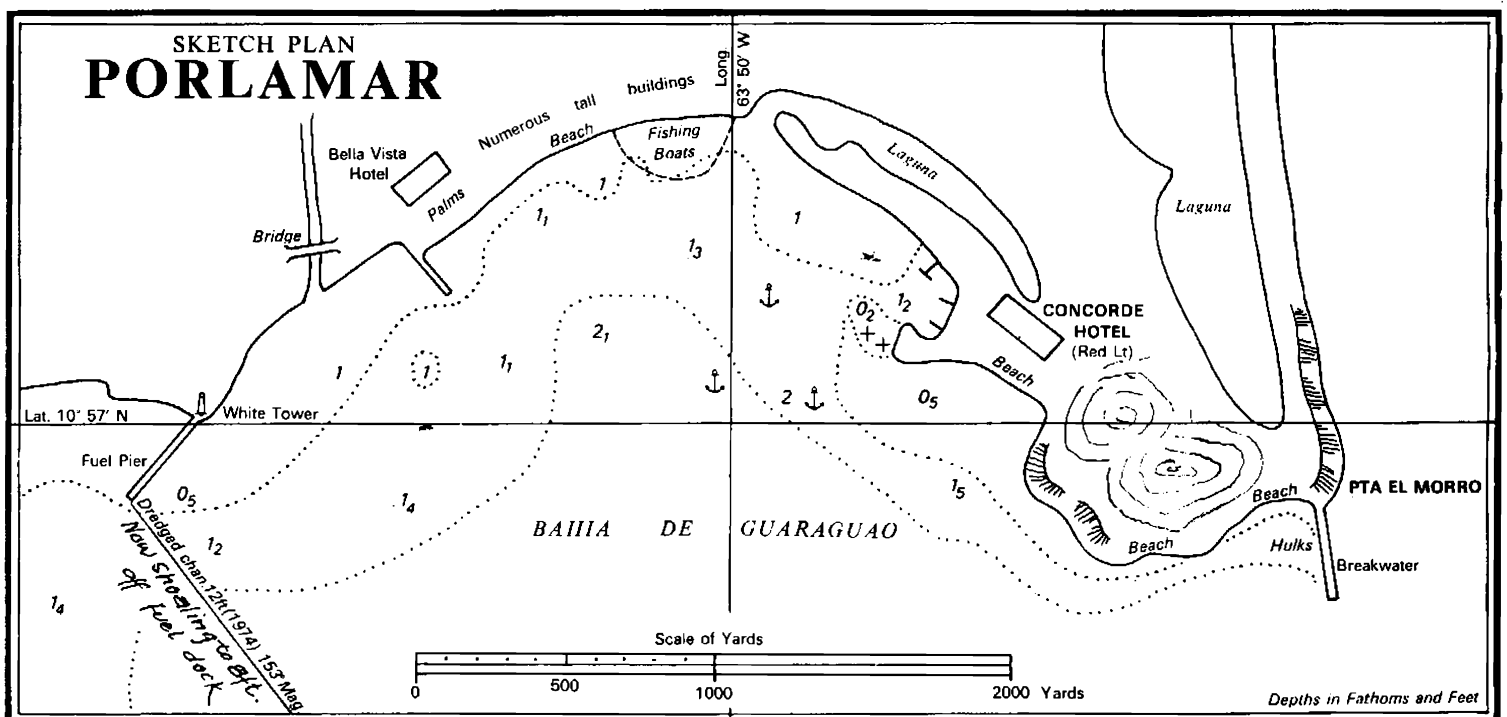 SKETCH PLAN
PORLAMAR
Long
63° 50' W
Numerous tall buildings
Beach
Fishing
Boats
Bella Vista
Hotel
Palms
Laguna
Laguna
Bridge
1
1₁
1
1₃
0₂
1₂
CONCORDE
HOTEL
(Red Lt)
2₁
1
1
1₁
Beach
2
0₅
Lat. 10° 57' N
White Tower
Fuel Pier
0₅
1₄
1₅
Beach
PTA EL MORRO
BAHIA DE GUARAGUAO
1₂
Beach
Hulks
Breakwater
1₄
Dredged chan.12ft(1974) 153°Mag
Now shoaling to 8ft.
off fuel dock
Scale of Yards
0 500 1000 2000 Yards
Depths in Fathoms and Feet